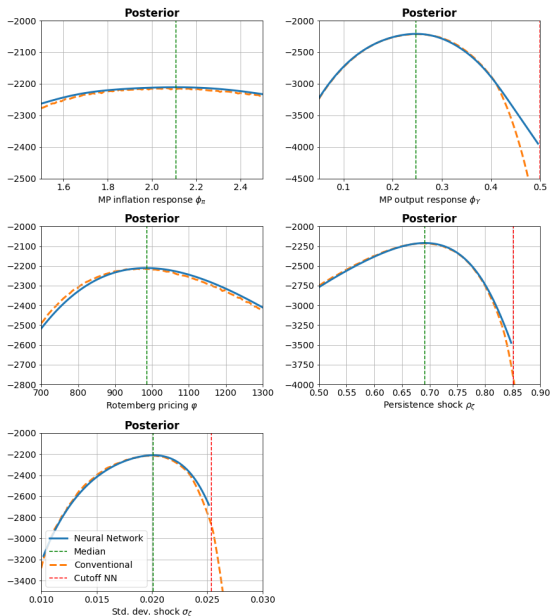 Posterior
−2000
−2100
−2200
−2300
−2400
−2500
1.6 1.8 2.0 2.2 2.4
MP inflation response ϕπ
Posterior
−2000
−2500
−3000
−3500
−4000
−4500
0.1 0.2 0.3 0.4 0.5
MP output response ϕY
Posterior
−2000
−2100
−2200
−2300
−2400
−2500
−2600
−2700
−2800
700 800 900 1000 1100 1200 1300
Rotemberg pricing φ
Posterior
−2000
−2250
−2500
−2750
−3000
−3250
−3500
−3750
−4000
0.50 0.55 0.60 0.65 0.70 0.75 0.80 0.85 0.90
Persistence shock ρζ
Posterior
−2000
−2200
−2400
−2600
−2800
−3000
−3200
−3400
Neural Network
Median
Conventional
Cutoff NN
0.010 0.015 0.020 0.025 0.030
Std. dev. shock σζ